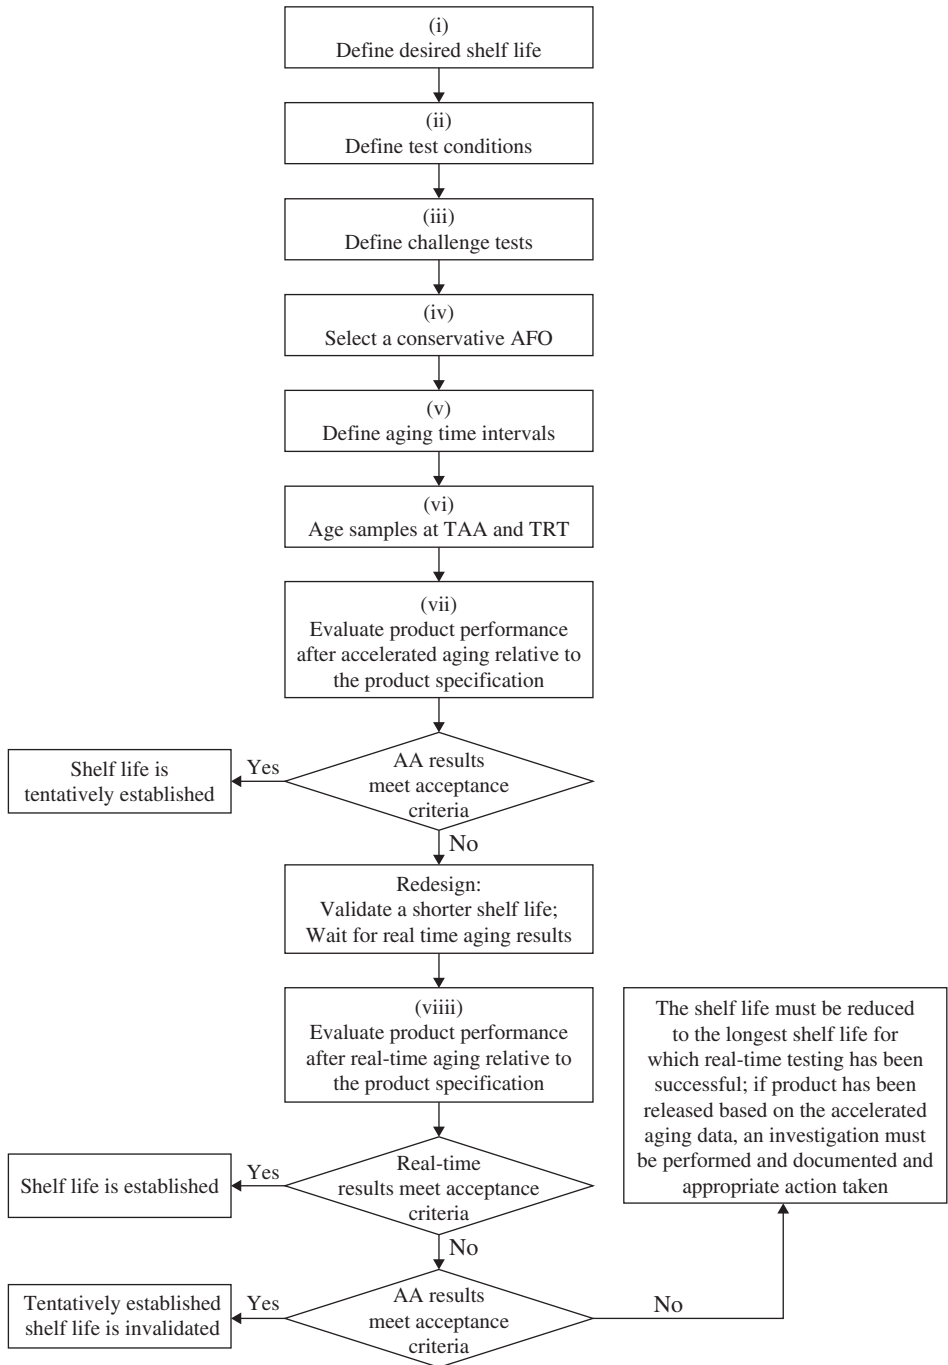 (i)
Define desired shelf life
(ii)
Define test conditions
(iii)
Define challenge tests
(iv)
Select a conservative AFO
(v)
Define aging time intervals
(vi)
Age samples at TAA and TRT
(vii)
Evaluate product performance
after accelerated aging relative to
the product specification
AA results
meet acceptance
criteria
Yes
Shelf life is
tentatively established
No
Redesign:
Validate a shorter shelf life;
Wait for real time aging results
(viiii)
Evaluate product performance
after real-time aging relative to
the product specification
Real-time
results meet acceptance
criteria
Yes
Shelf life is established
No
AA results
meet acceptance
criteria
Yes
Tentatively established
shelf life is invalidated
No
The shelf life must be reduced
to the longest shelf life for
which real-time testing has been
successful; if product has been
released based on the accelerated
aging data, an investigation must
be performed and documented and
appropriate action taken